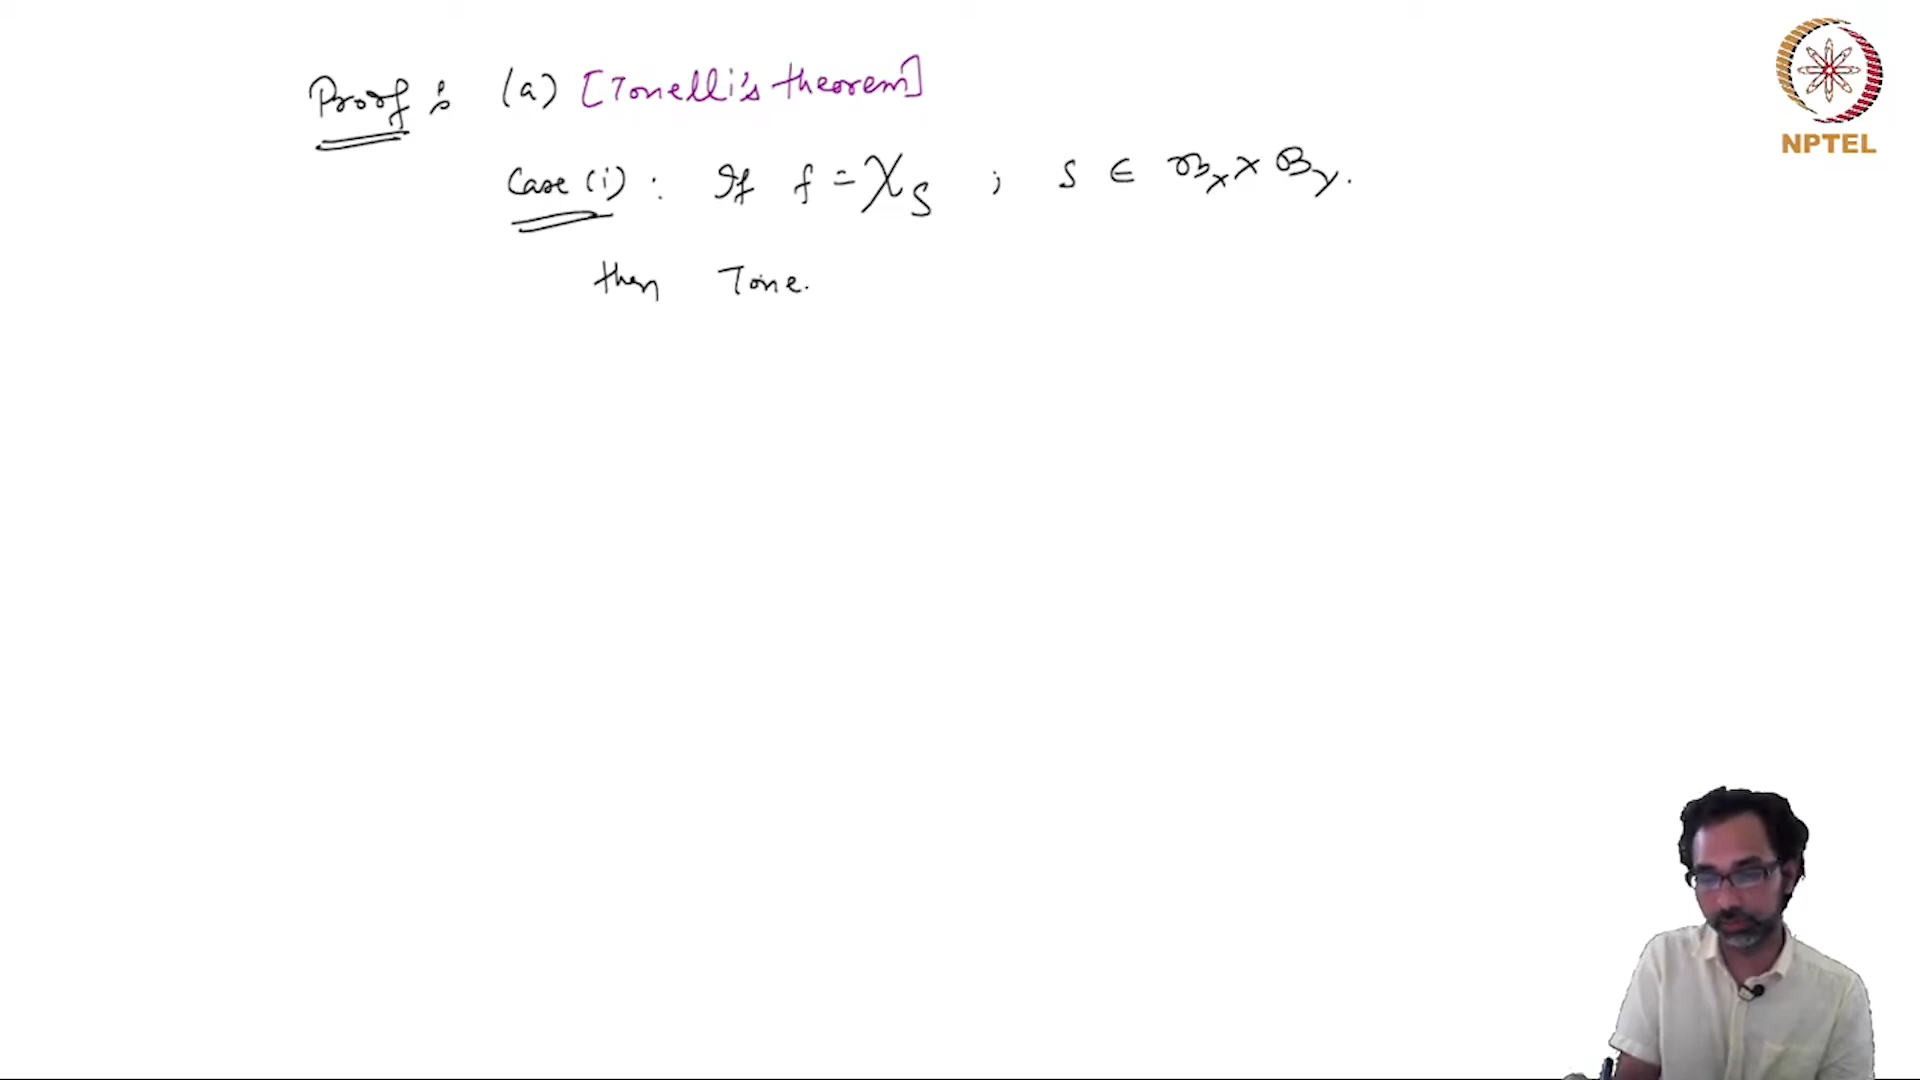 Proof : (a) [Tonelli's theorem]
Case (i) : If f = χ_S ; S ∈ B_X × B_Y .
then Tone.
NPTEL